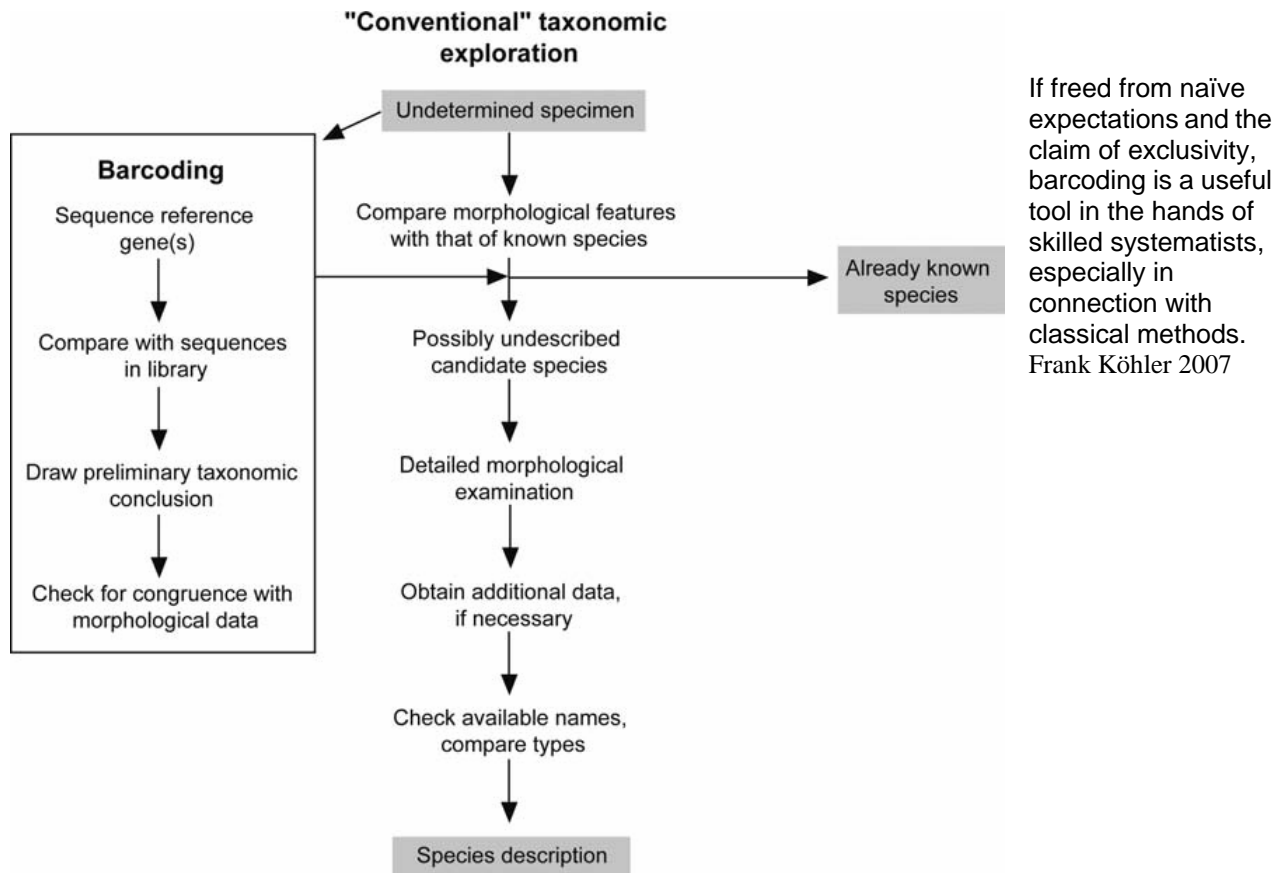 "Conventional" taxonomic
exploration
Undetermined specimen
Barcoding
Sequence reference
gene(s)
Compare with sequences
in library
Draw preliminary taxonomic
conclusion
Check for congruence with
morphological data
Compare morphological features
with that of known species
Already known
species
Possibly undescribed
candidate species
Detailed morphological
examination
Obtain additional data,
if necessary
Check available names,
compare types
Species description
If freed from naïve
expectations and the
claim of exclusivity,
barcoding is a useful
tool in the hands of
skilled systematists,
especially in
connection with
classical methods.
Frank Köhler 2007